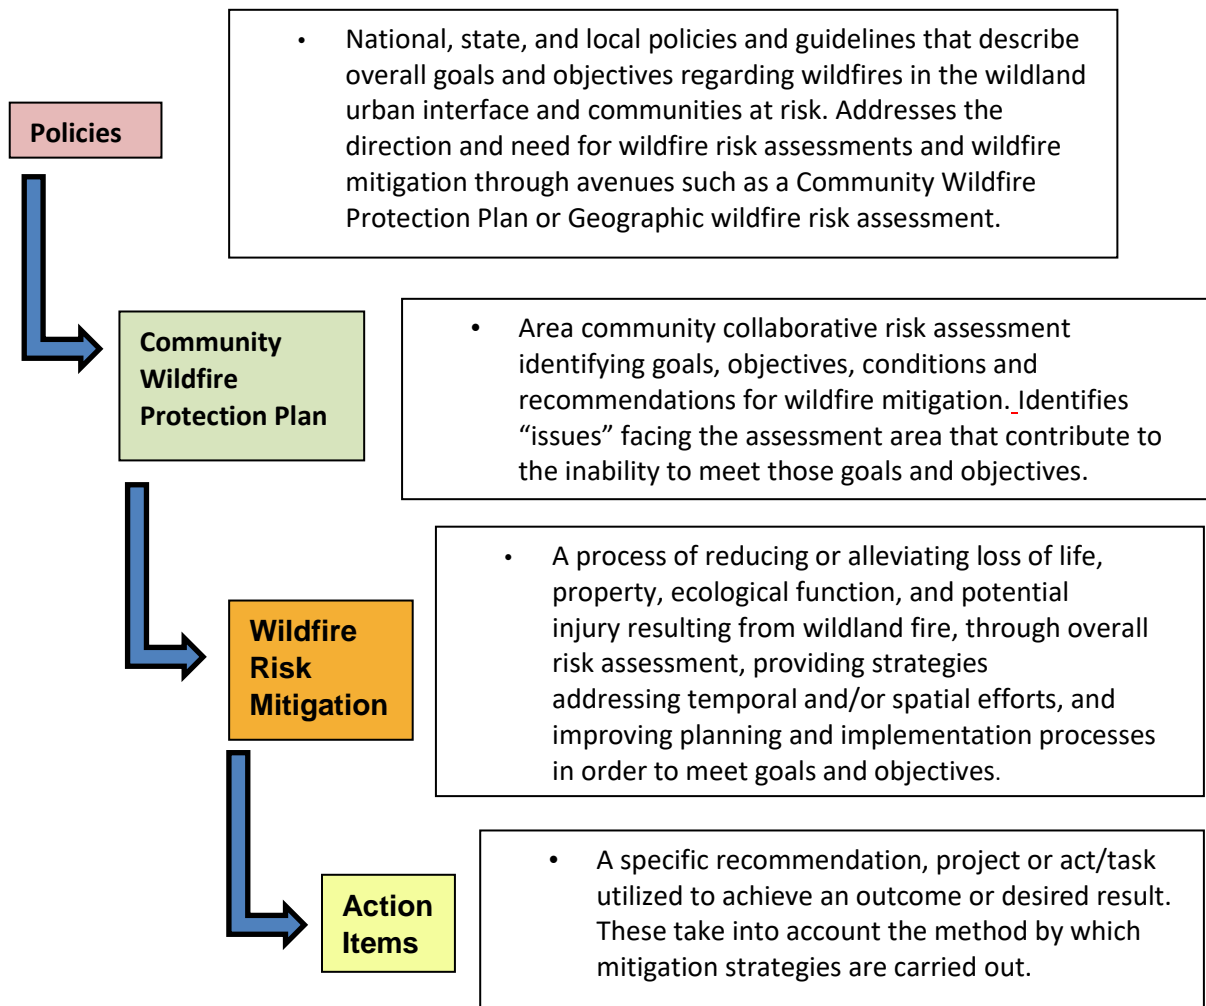 Policies
• National, state, and local policies and guidelines that describe
overall goals and objectives regarding wildfires in the wildland
urban interface and communities at risk. Addresses the
direction and need for wildfire risk assessments and wildfire
mitigation through avenues such as a Community Wildfire
Protection Plan or Geographic wildfire risk assessment.
Community
Wildfire
Protection Plan
• Area community collaborative risk assessment
identifying goals, objectives, conditions and
recommendations for wildfire mitigation. Identifies
“issues” facing the assessment area that contribute to
the inability to meet those goals and objectives.
Wildfire
Risk
Mitigation
• A process of reducing or alleviating loss of life,
property, ecological function, and potential
injury resulting from wildland fire, through overall
risk assessment, providing strategies
addressing temporal and/or spatial efforts, and
improving planning and implementation processes
in order to meet goals and objectives.
Action
Items
• A specific recommendation, project or act/task
utilized to achieve an outcome or desired result.
These take into account the method by which
mitigation strategies are carried out.